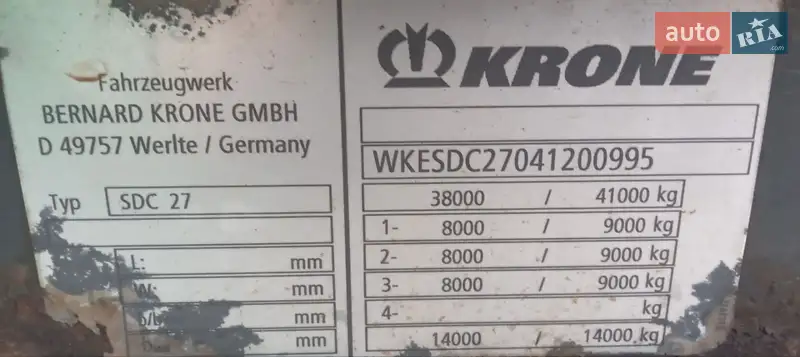 auto RIA .com
Fahrzeugwerk
BERNARD KRONE GMBH
D 49757 Werlte / Germany
Typ SDC 27
L: mm
W: mm
mm
mm
KRONE
WKESDC27041200995
38000 / 41000 kg
1- 8000 / 9000 kg
2- 8000 / 9000 kg
3- 8000 / 9000 kg
4- kg
14000 / 14000 kg